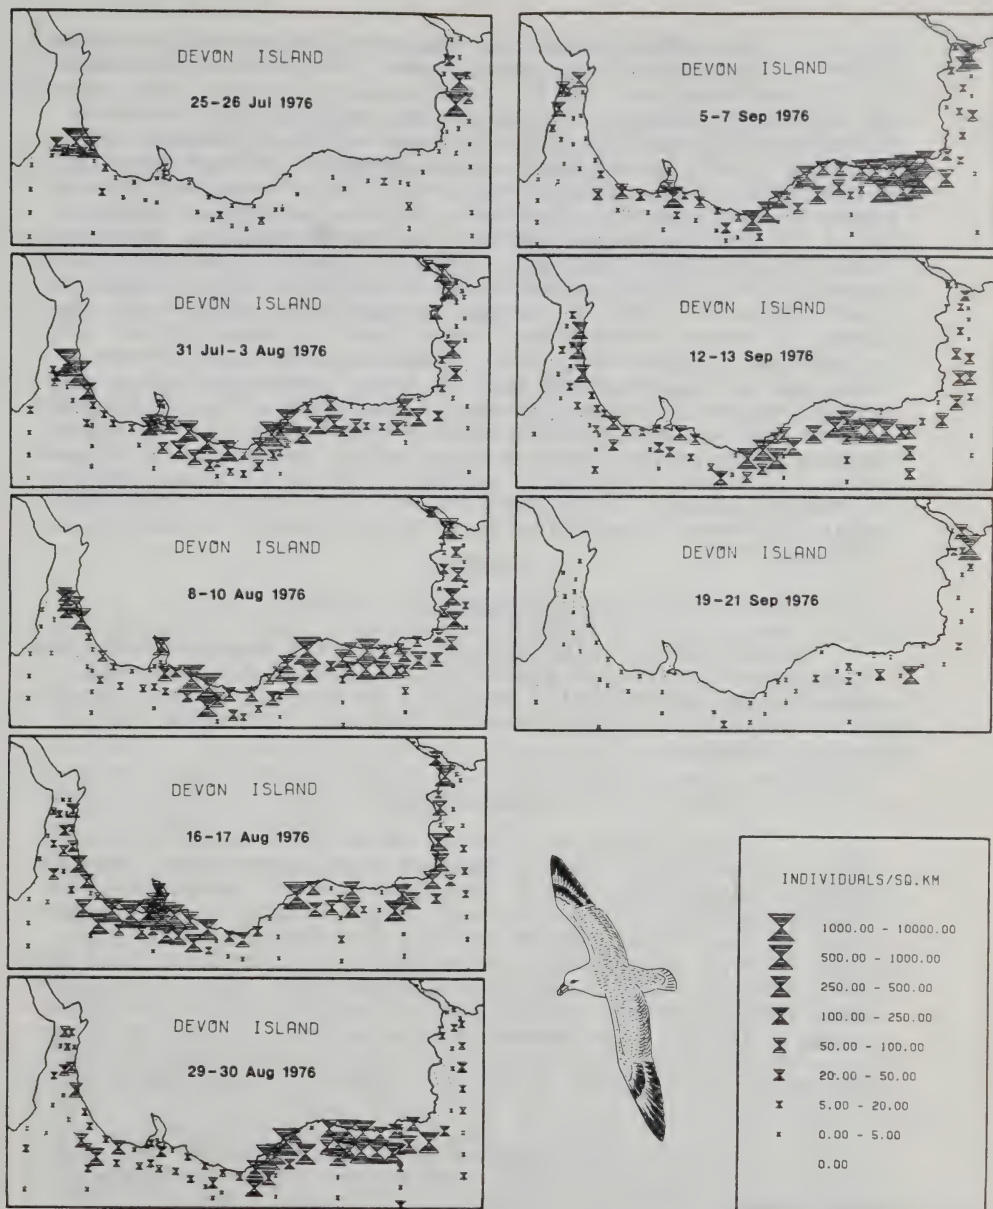 DEVON ISLAND
25-26 Jul 1976
DEVON ISLAND
31 Jul-3 Aug 1976
DEVON ISLAND
8-10 Aug 1976
DEVON ISLAND
16-17 Aug 1976
DEVON ISLAND
29-30 Aug 1976
DEVON ISLAND
5-7 Sep 1976
DEVON ISLAND
12-13 Sep 1976
DEVON ISLAND
19-21 Sep 1976
INDIVIDUALS/SQ.KM
1000.00 - 10000.00
500.00 - 1000.00
250.00 - 500.00
100.00 - 250.00
50.00 - 100.00
20.00 - 50.00
5.00 - 20.00
0.00 - 5.00
0.00